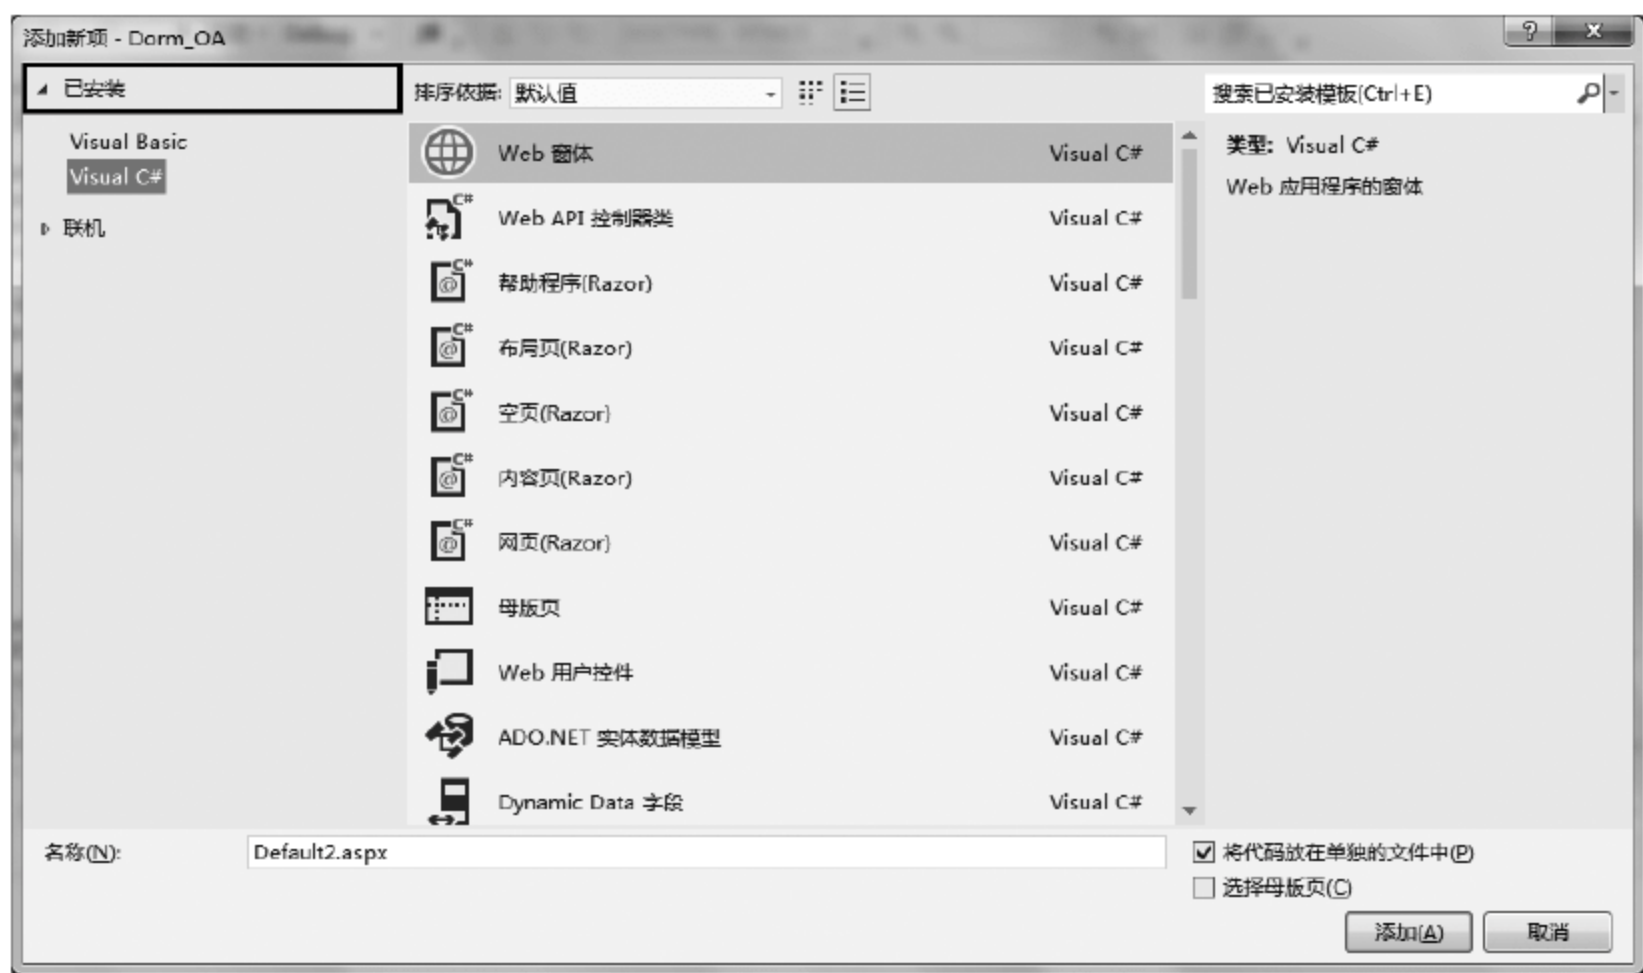 添加新项 - Dorm_OA
已安装
Visual Basic
Visual C#
联机
排序依据: 默认值
Web 窗体 Visual C#
Web API 控制器类 Visual C#
帮助程序(Razor) Visual C#
布局页(Razor) Visual C#
空页(Razor) Visual C#
内容页(Razor) Visual C#
网页(Razor) Visual C#
母版页 Visual C#
Web 用户控件 Visual C#
ADO.NET 实体数据模型 Visual C#
Dynamic Data 字段 Visual C#
搜索已安装模板(Ctrl+E)
类型: Visual C#
Web 应用程序的窗体
名称(N): Default2.aspx
将代码放在单独的文件中(P)
选择母版页(C)
添加(A) 取消